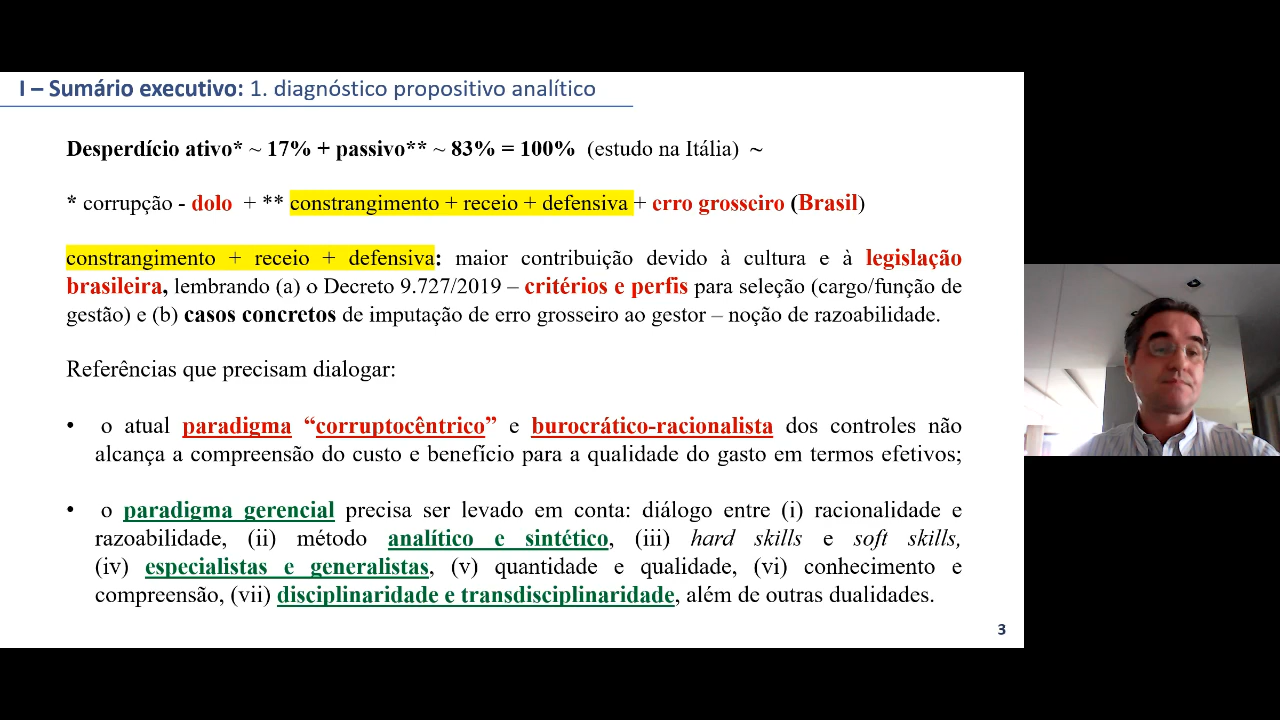 I – Sumário executivo: 1. diagnóstico propositivo analítico
Desperdício ativo* ~ 17% + passivo** ~ 83% = 100% (estudo na Itália) ~
* corrupção - dolo + ** constrangimento + receio + defensiva + erro grosseiro (Brasil)
constrangimento + receio + defensiva: maior contribuição devido à cultura e à legislação
brasileira, lembrando (a) o Decreto 9.727/2019 – critérios e perfis para seleção (cargo/função de
gestão) e (b) casos concretos de imputação de erro grosseiro ao gestor – noção de razoabilidade.
Referências que precisam dialogar:
• o atual paradigma “corruptocêntrico” e burocrático-racionalista dos controles não
alcança a compreensão do custo e benefício para a qualidade do gasto em termos efetivos;
• o paradigma gerencial precisa ser levado em conta: diálogo entre (i) racionalidade e
razoabilidade, (ii) método analítico e sintético, (iii) hard skills e soft skills,
(iv) especialistas e generalistas, (v) quantidade e qualidade, (vi) conhecimento e
compreensão, (vii) disciplinaridade e transdisciplinaridade, além de outras dualidades.
3